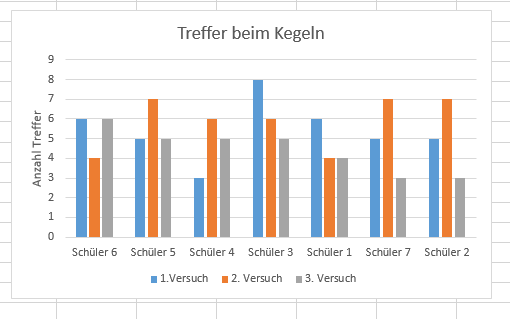 Treffer beim Kegeln
Anzahl Treffer
9
8
7
6
5
4
3
2
1
0
Schüler 6 Schüler 5 Schüler 4 Schüler 3 Schüler 1 Schüler 7 Schüler 2
1.Versuch 2. Versuch 3. Versuch